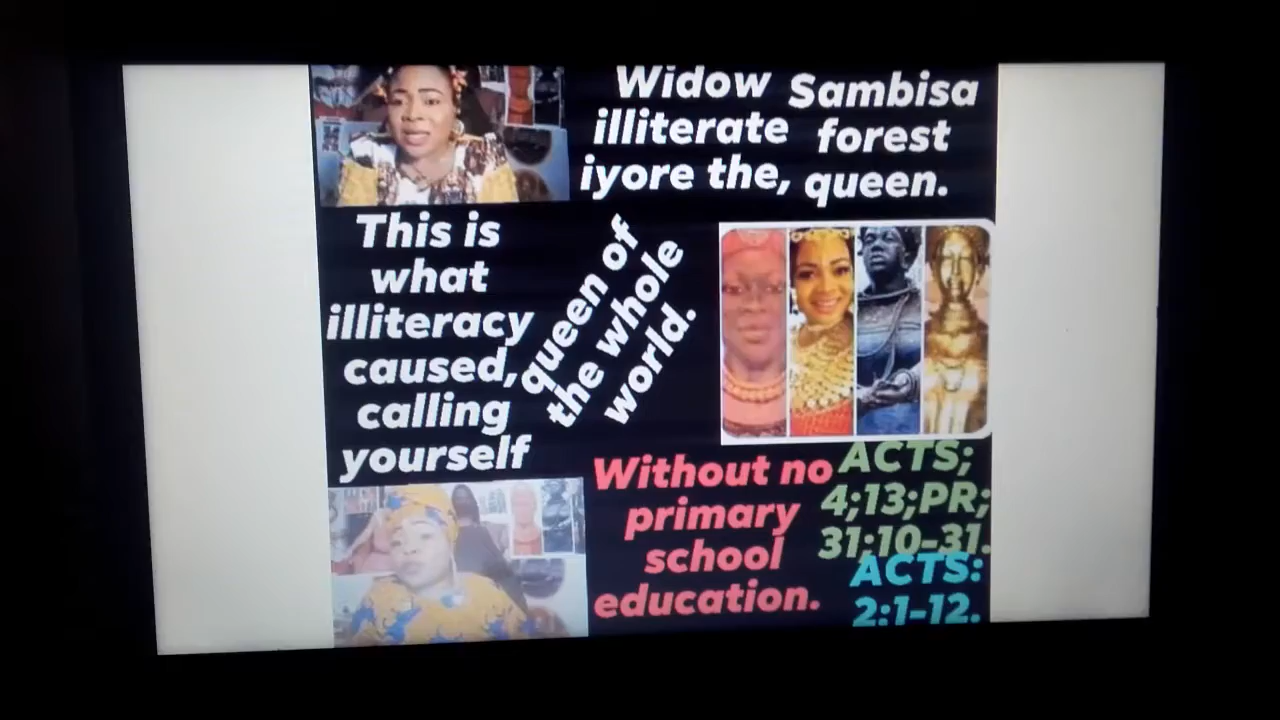 Widow
illiterate
iyore the,
Sambisa
forest
queen.
This is
what
illiteracy
caused,
calling
yourself
queen of
the whole
world.
Without no
primary
school
education.
ACTS;
4;13;PR;
31;10-31.
ACTS:
2:1-12.